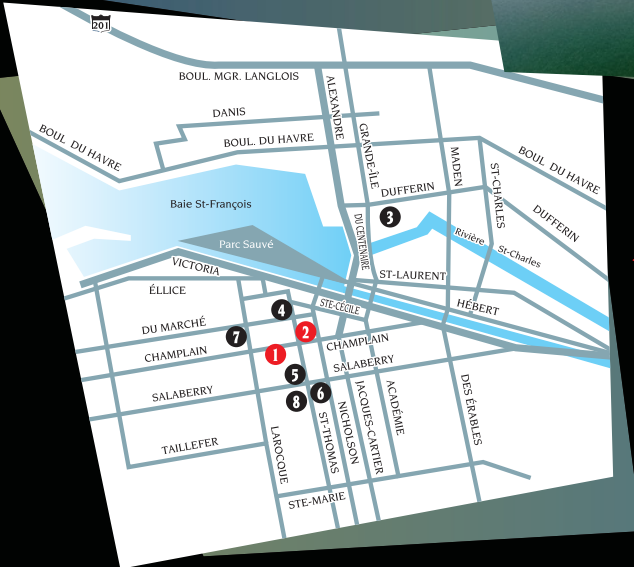 201
BOUL. MGR. LANGLOIS
ALEXANDRE
DANIS
GRANDE-ÎLE
BOUL. DU HAVRE
BOUL. DU HAVRE
MADEN
BOUL. DU HAVRE
ST-CHARLES
DUFFERIN
DUFFERIN
Baie St-François
3
DU CENTENAIRE
Rivière St-Charles
Parc Sauvé
VICTORIA
ST-LAURENT
ÉLLICE
STE-CÉCILE
HÉBERT
4
DU MARCHÉ
2
7
CHAMPLAIN
CHAMPLAIN
1
SALABERRY
5
SALABERRY
6
8
JACQUES-CARTIER
ACADÉMIE
DES ÉRABLES
NICHOLSON
ST-THOMAS
LAROCQUE
TAILLEFER
STE-MARIE